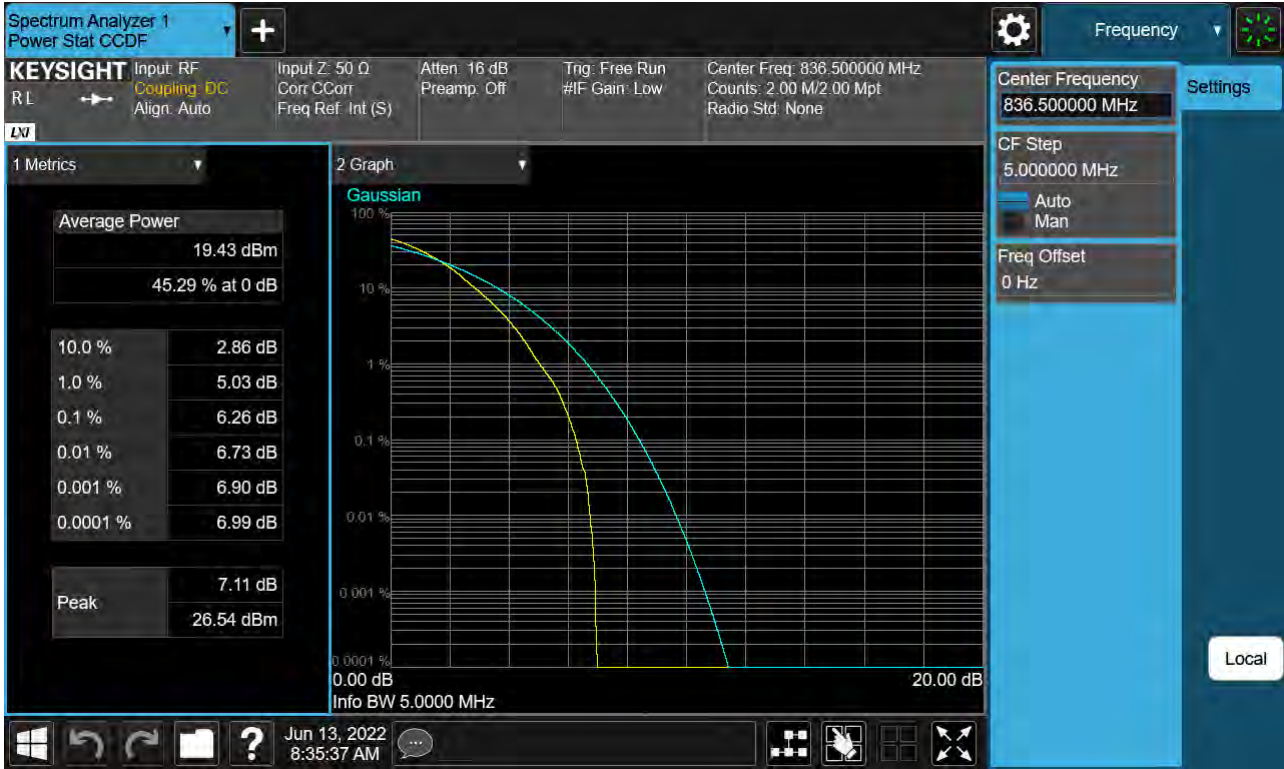 Spectrum Analyzer 1
Power Stat CCDF
Frequency
KEYSIGHT
R L
LXI
Input: RF
Coupling: DC
Align: Auto
Input Z: 50 Ω
Corr CCorr
Freq Ref: Int (S)
Atten: 16 dB
Preamp: Off
Trig: Free Run
#IF Gain: Low
Center Freq: 836.500000 MHz
Counts: 2.00 M/2.00 Mpt
Radio Std: None
Center Frequency
836.500000 MHz
Settings
CF Step
5.000000 MHz
Auto
Man
Freq Offset
0 Hz
Local
1 Metrics
Average Power
19.43 dBm
45.29 % at 0 dB
10.0 % 2.86 dB
1.0 % 5.03 dB
0.1 % 6.26 dB
0.01 % 6.73 dB
0.001 % 6.90 dB
0.0001 % 6.99 dB
Peak
7.11 dB
26.54 dBm
2 Graph
Gaussian
100 %
10 %
1 %
0.1 %
0.01 %
0.001 %
0.0001 %
0.00 dB 20.00 dB
Info BW 5.0000 MHz
?
Jun 13, 2022
8:35:37 AM